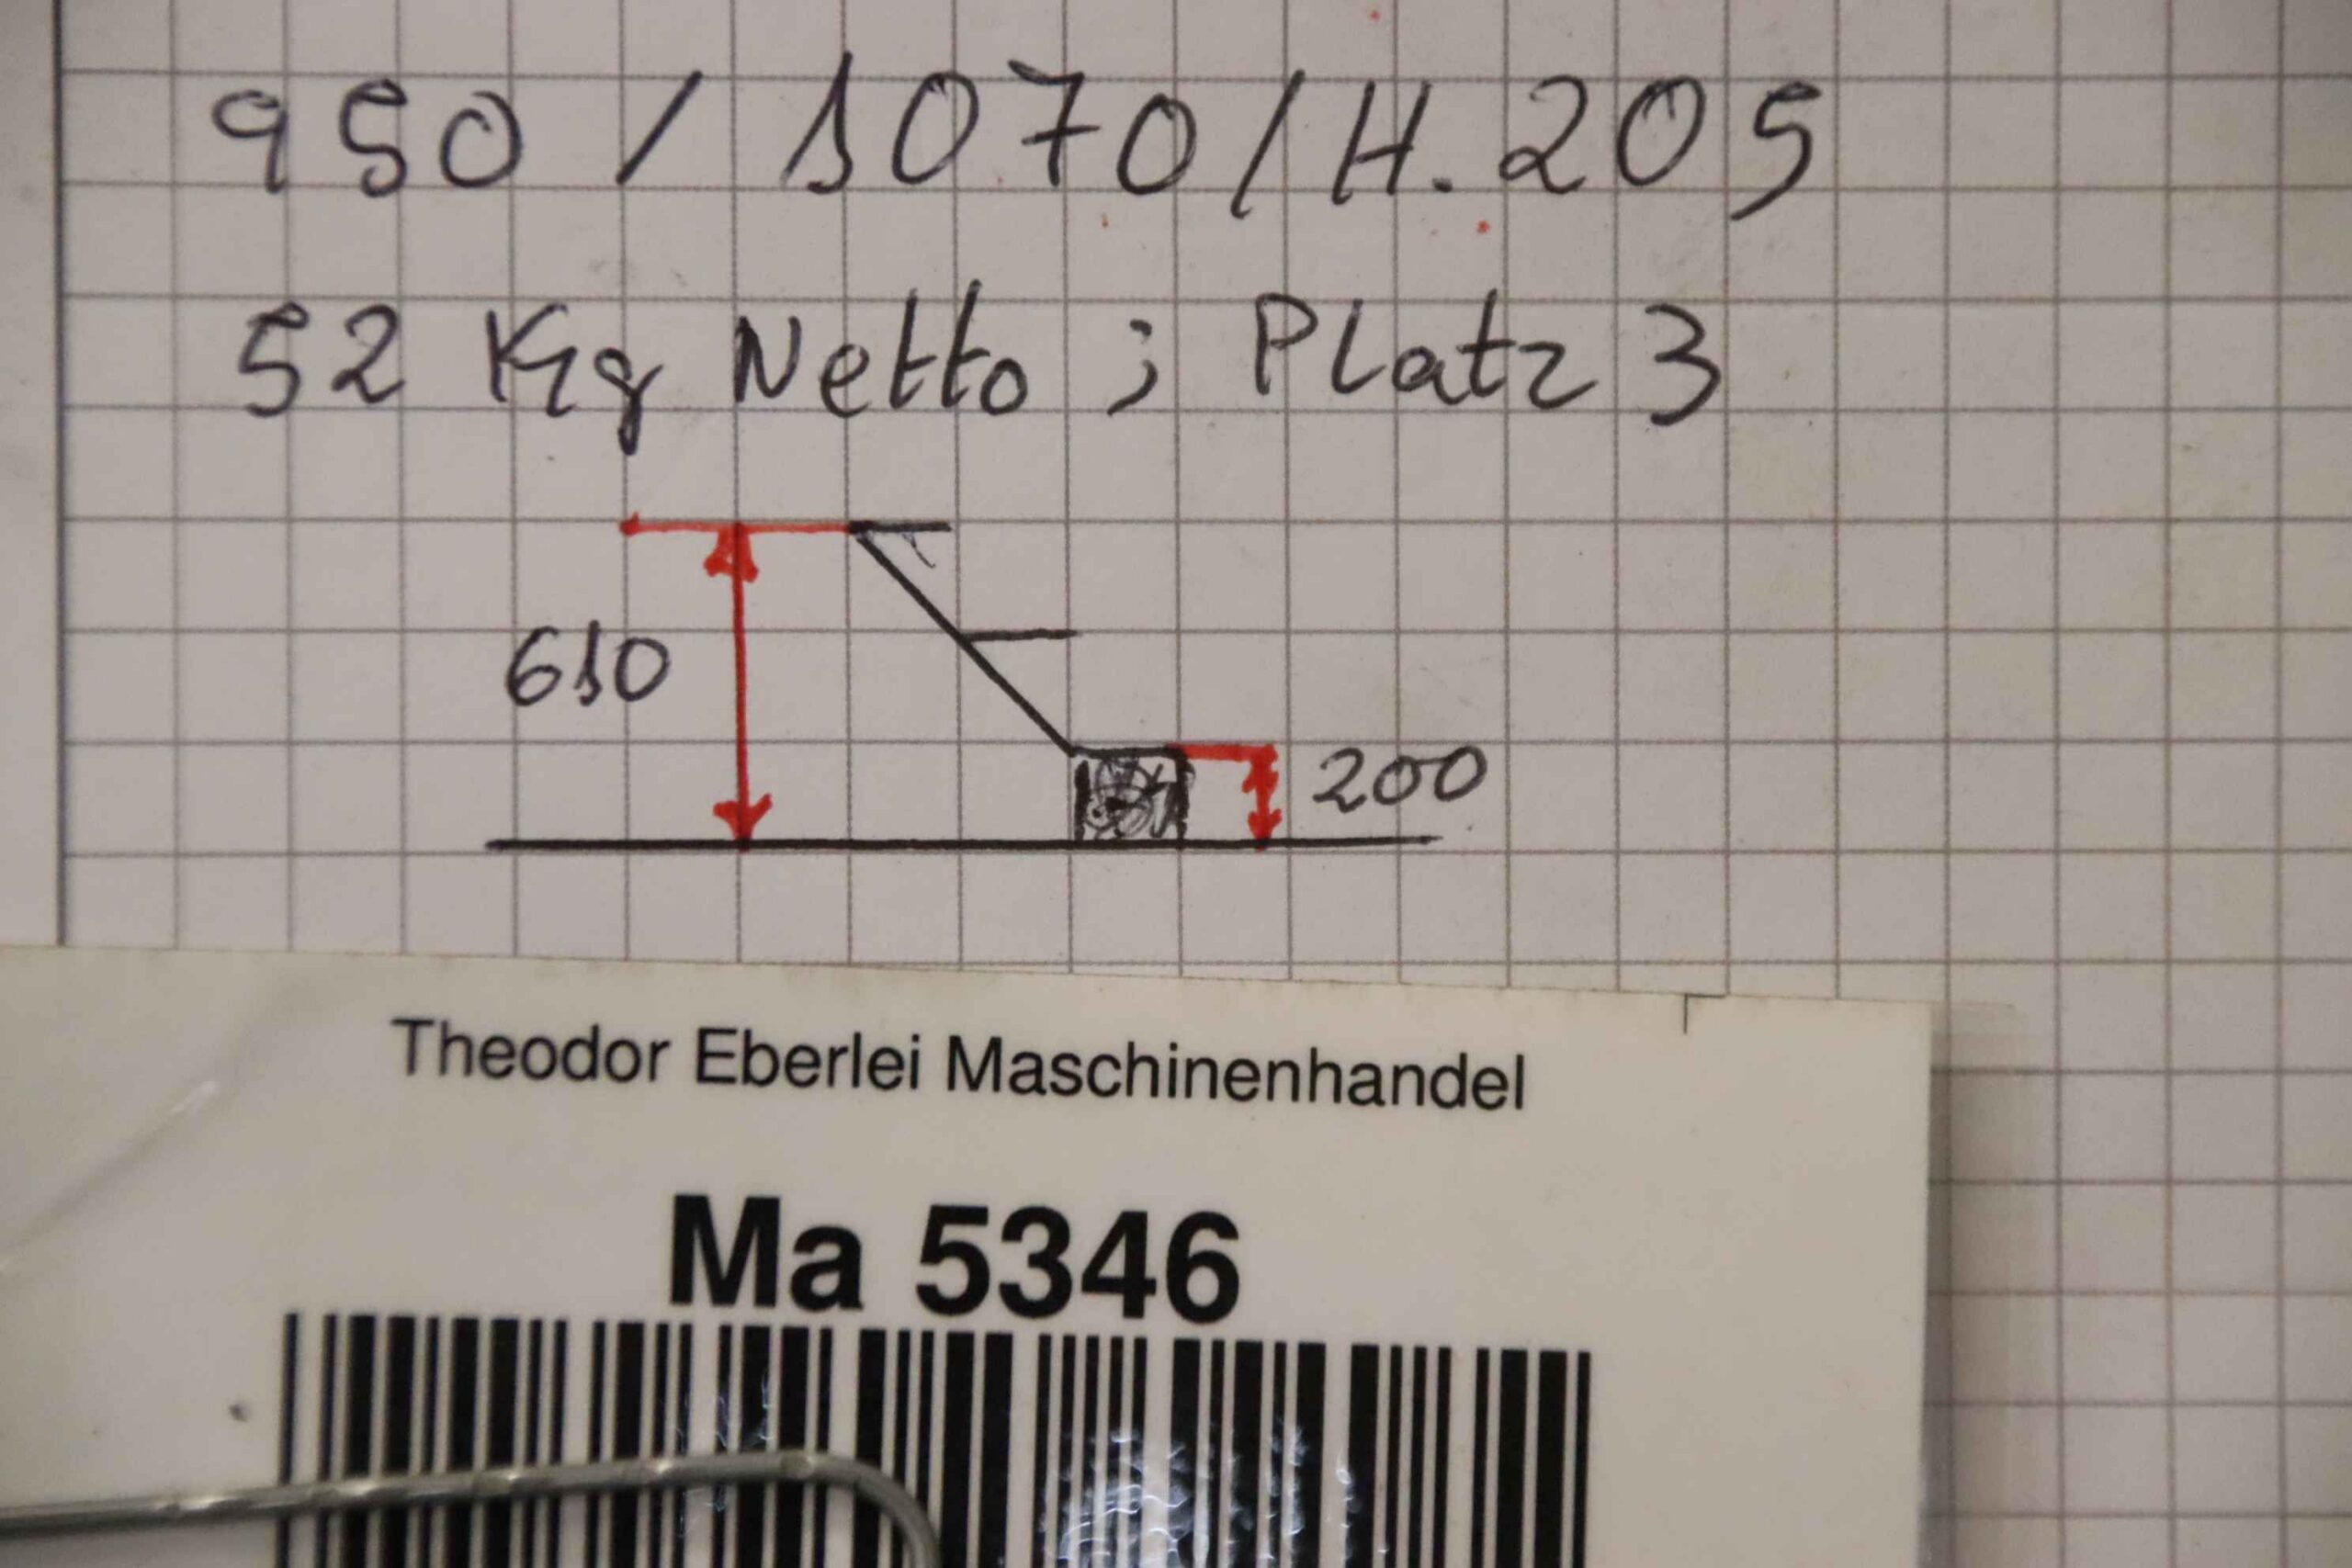 950 / 1070 / H. 205
52 Kg Netto ; Platz 3
610
200
Theodor Eberlei Maschinenhandel
Ma 5346